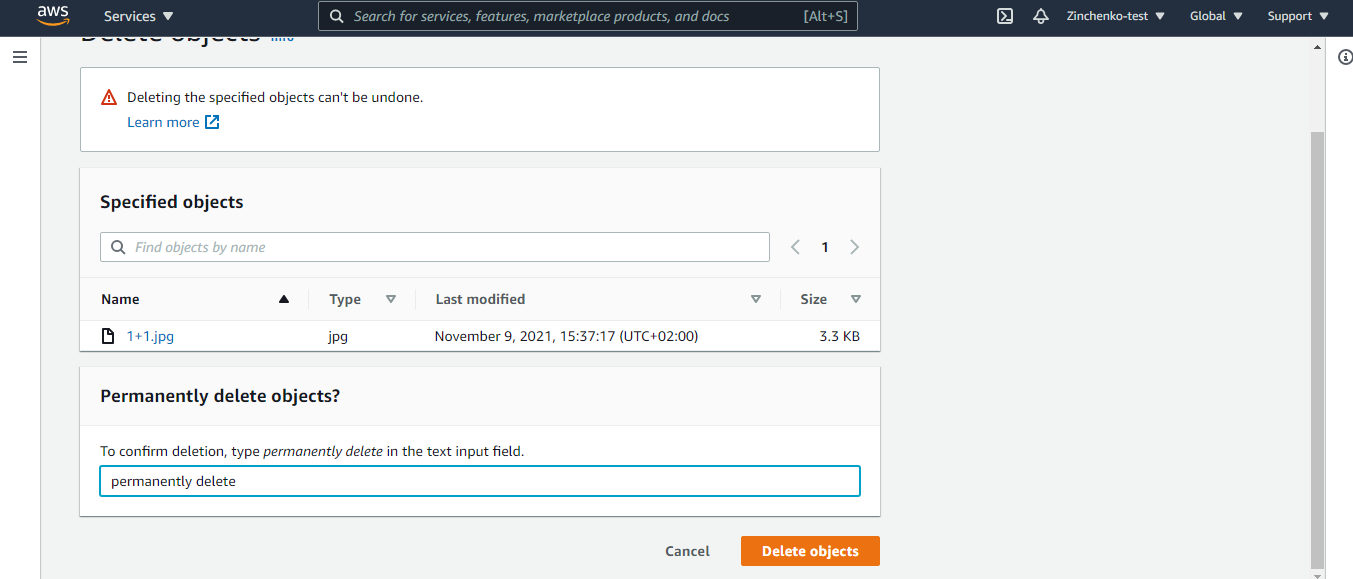 aws Services Search for services, features, marketplace products, and docs [Alt+S] Zinchenko-test Global Support
Delete objects Info
Deleting the specified objects can't be undone.
Learn more
Specified objects
Find objects by name 1
Name Type Last modified Size
1+1.jpg jpg November 9, 2021, 15:37:17 (UTC+02:00) 3.3 KB
Permanently delete objects?
To confirm deletion, type permanently delete in the text input field.
permanently delete
Cancel Delete objects